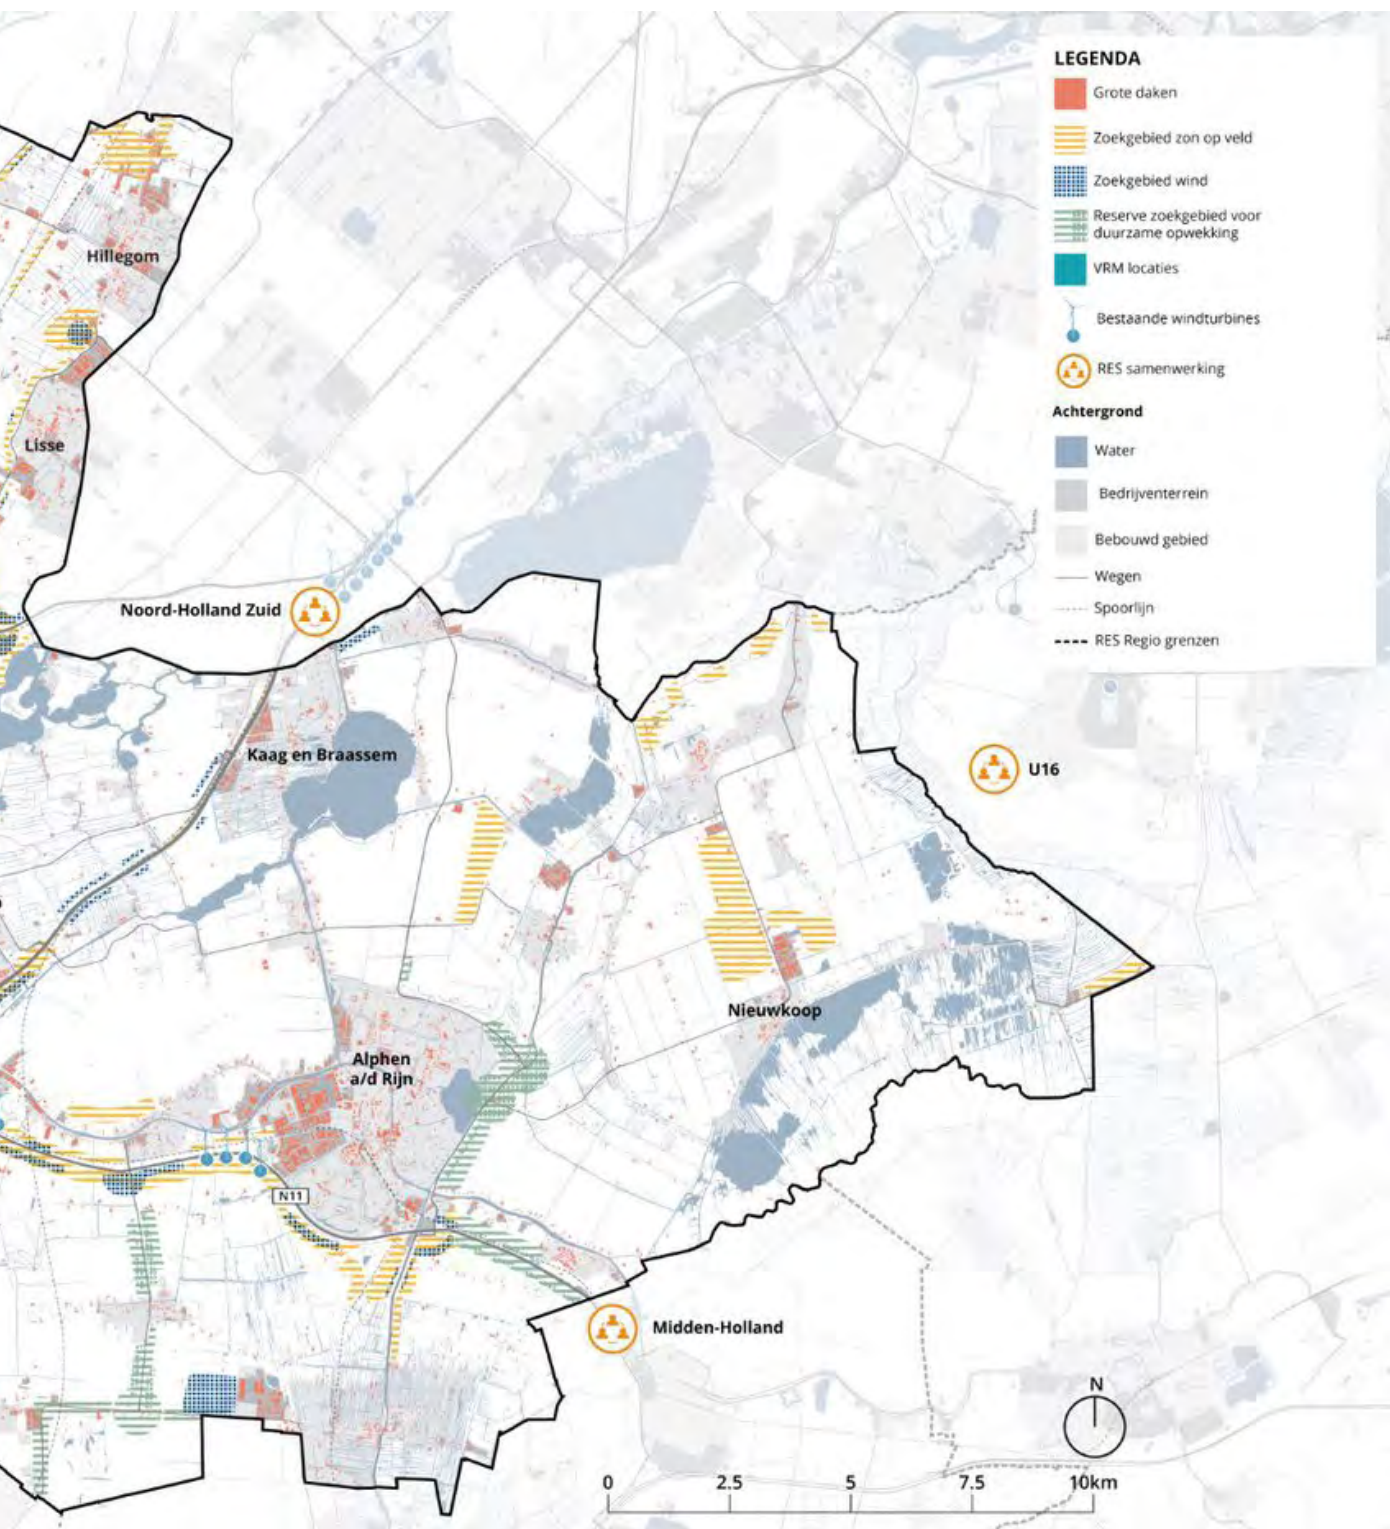 LEGENDA
Grote daken
Zoekgebied zon op veld
Zoekgebied wind
Reserve zoekgebied voor
duurzame opwekking
VRM locaties
Bestaande windturbines
RES samenwerking
Achtergrond
Water
Bedrijventerrein
Bebouwd gebied
Wegen
Spoorlijn
RES Regio grenzen
Hillegom
Lisse
Noord-Holland Zuid
Kaag en Braassem
U16
Nieuwkoop
Alphen
a/d Rijn
N11
Midden-Holland
N
0 2.5 5 7.5 10km